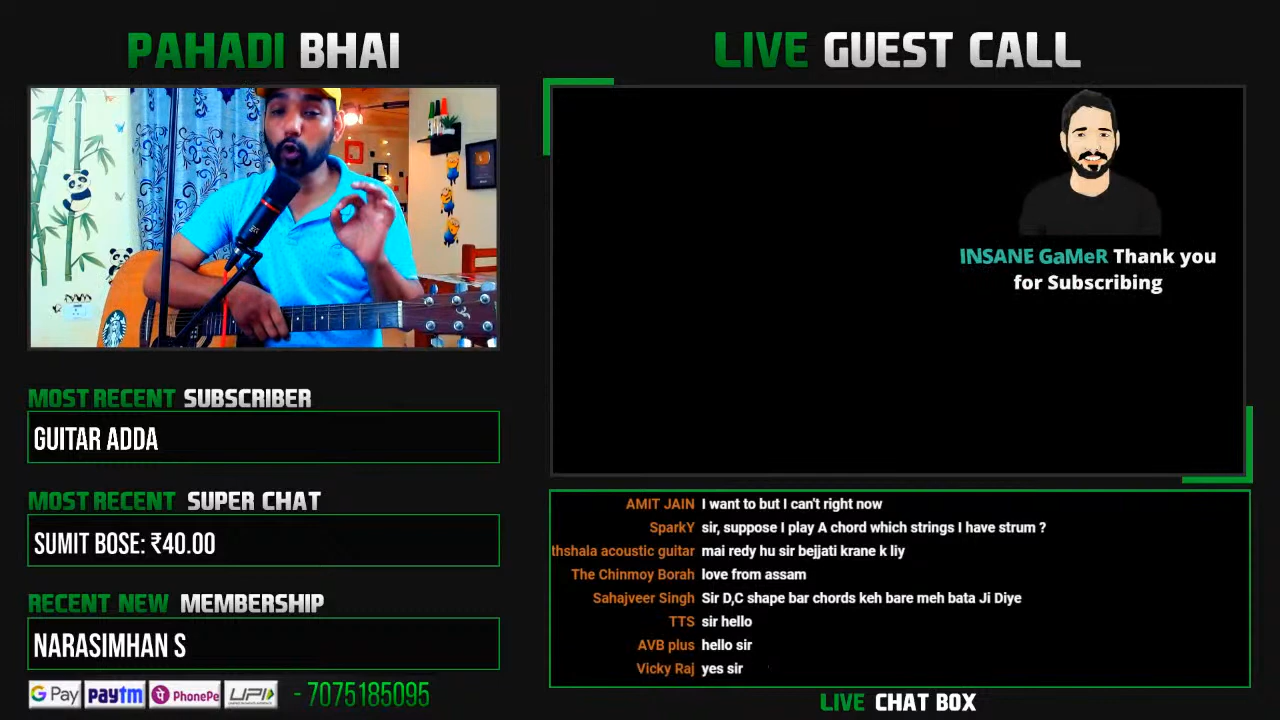 PAHADI BHAI
LIVE GUEST CALL
INSANE GaMeR Thank you
for Subscribing
MOST RECENT SUBSCRIBER
GUITAR ADDA
MOST RECENT SUPER CHAT
SUMIT BOSE: ₹40.00
RECENT NEW MEMBERSHIP
NARASIMHAN S
G Pay paytm PhonePe UPI - 7075185095
AMIT JAIN I want to but I can't right now
SparkY sir, suppose I play A chord which strings I have strum ?
thshala acoustic guitar mai redy hu sir bejjati krane k liy
The Chinmoy Borah love from assam
Sahajveer Singh Sir D,C shape bar chords keh bare meh bata Ji Diye
TTS sir hello
AVB plus hello sir
Vicky Raj yes sir
LIVE CHAT BOX